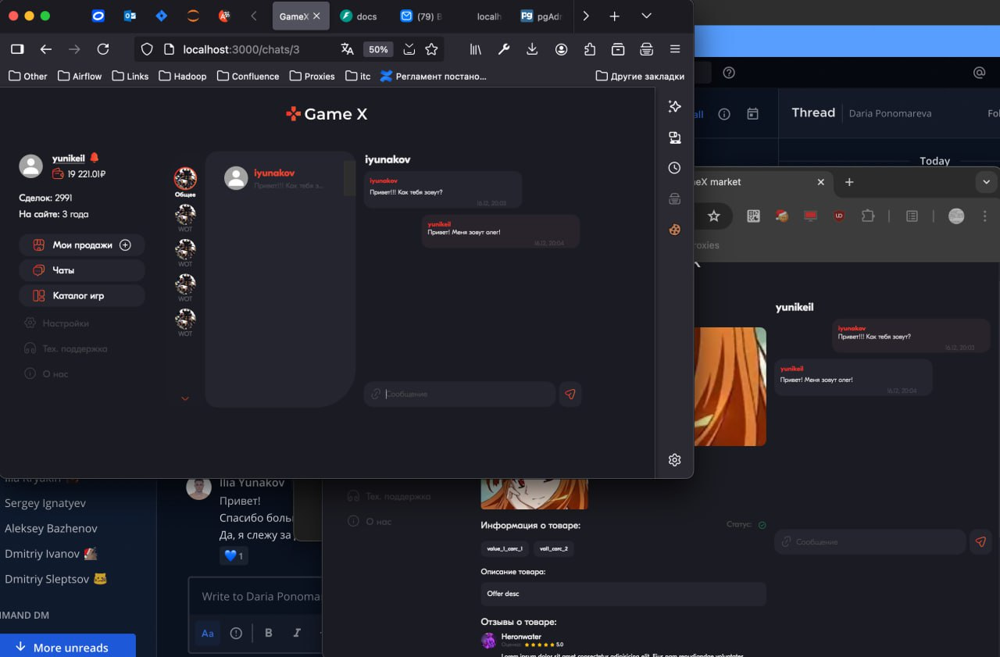 GameX
docs
(79) В
localh
pgAdr
localhost:3000/chats/3
50%
Other
Airflow
Links
Hadoop
Confluence
Proxies
itc
Регламент постано...
Другие закладки
Game X
yunikeil
19 221.01₽
Сделок: 2991
На сайте: 3 года
Мои продажи
Чаты
Каталог игр
Настройки
Тех. поддержка
О нас
Общее
WOT
WOT
WOT
WOT
iyunakov
Привет!!! Как тебя з...
iyunakov
iyunakov
Привет!!! Как тебя зовут?
16.12, 20:03
yunikeil
Привет! Меня зовут олег!
16.12, 20:04
Сообщение
all
Thread
Daria Ponomareva
Fol
Today
eX market
roxies
yunikeil
iyunakov
Привет!!! Как тебя зовут?
16.12, 20:03
yunikeil
Привет! Меня зовут олег!
16.12, 20:04
Сообщение
Sergey Ignatyev
Aleksey Bazhenov
Dmitriy Ivanov
Dmitriy Sleptsov
MAND DM
More unreads
Ilia Yunakov
Привет!
Спасибо боль
Да, я слежу за
1
Write to Daria Ponoma
Aa
B
I
Тех. поддержка
О нас
Информация о товаре:
Статус:
value_1_carc_1
vall_carc_2
Описание товара:
Offer desc
Отзывы о товаре:
Heronwater
Оценка:
5.0
Lorem ipsum dolor sit amet consectetur adipisicing elit. Eius nam repudiandae voluptates